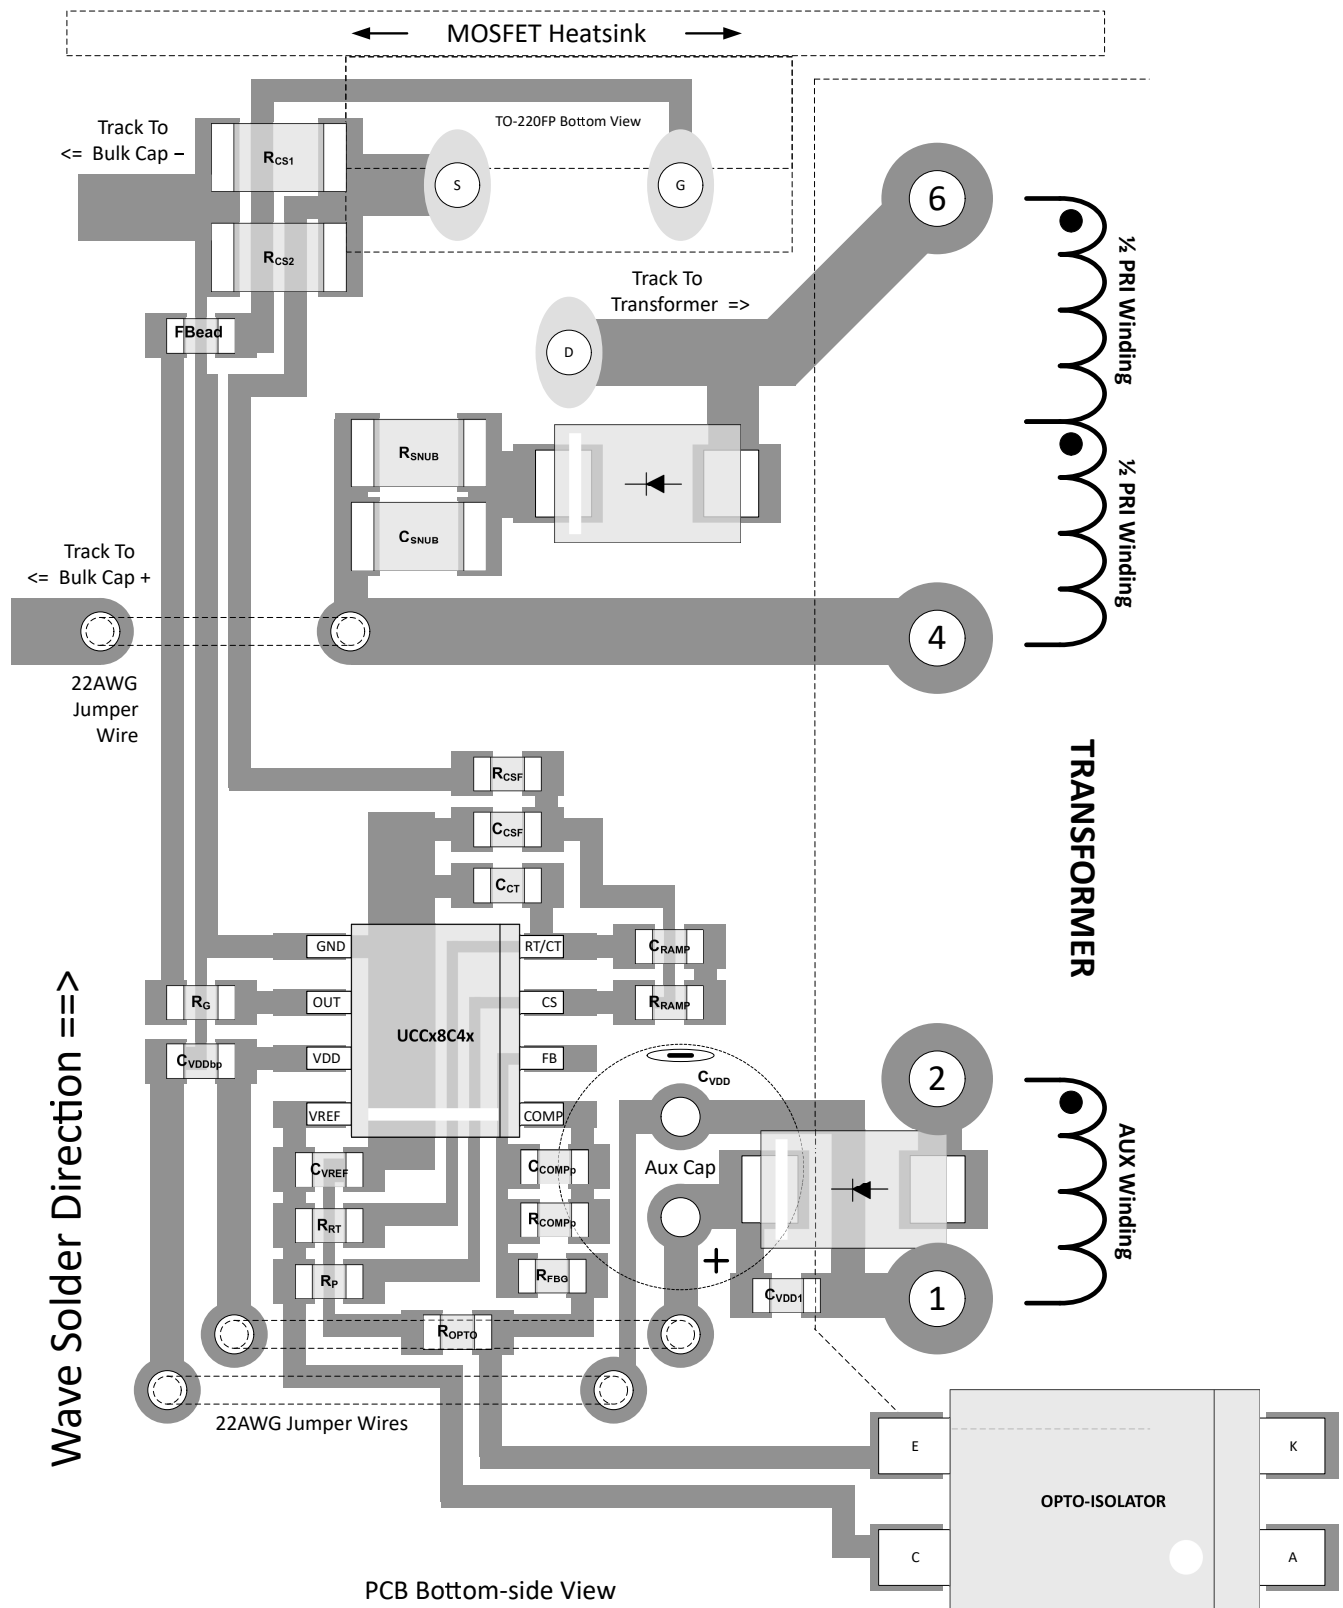 MOSFET Heatsink
Track To
<= Bulk Cap –
RCS1
TO-220FP Bottom View
S
G
6
RCS2
½ PRI Winding
Track To
Transformer =>
FBead
D
RSNUB
½ PRI Winding
CSNUB
Track To
<= Bulk Cap +
4
22AWG
Jumper
Wire
TRANSFORMER
RCSF
CCSF
CCT
GND
RT/CT
CRAMP
RG
OUT
CS
RRAMP
UCCx8C4x
CVDDbp
VDD
FB
CVDD
2
VREF
COMP
AUX Winding
CVREF
CCOMPp
Aux Cap
RRT
RCOMPp
RP
RFBG
+
CVDD1
1
ROPTO
22AWG Jumper Wires
Wave Solder Direction ==>
E
K
OPTO-ISOLATOR
C
A
PCB Bottom-side View